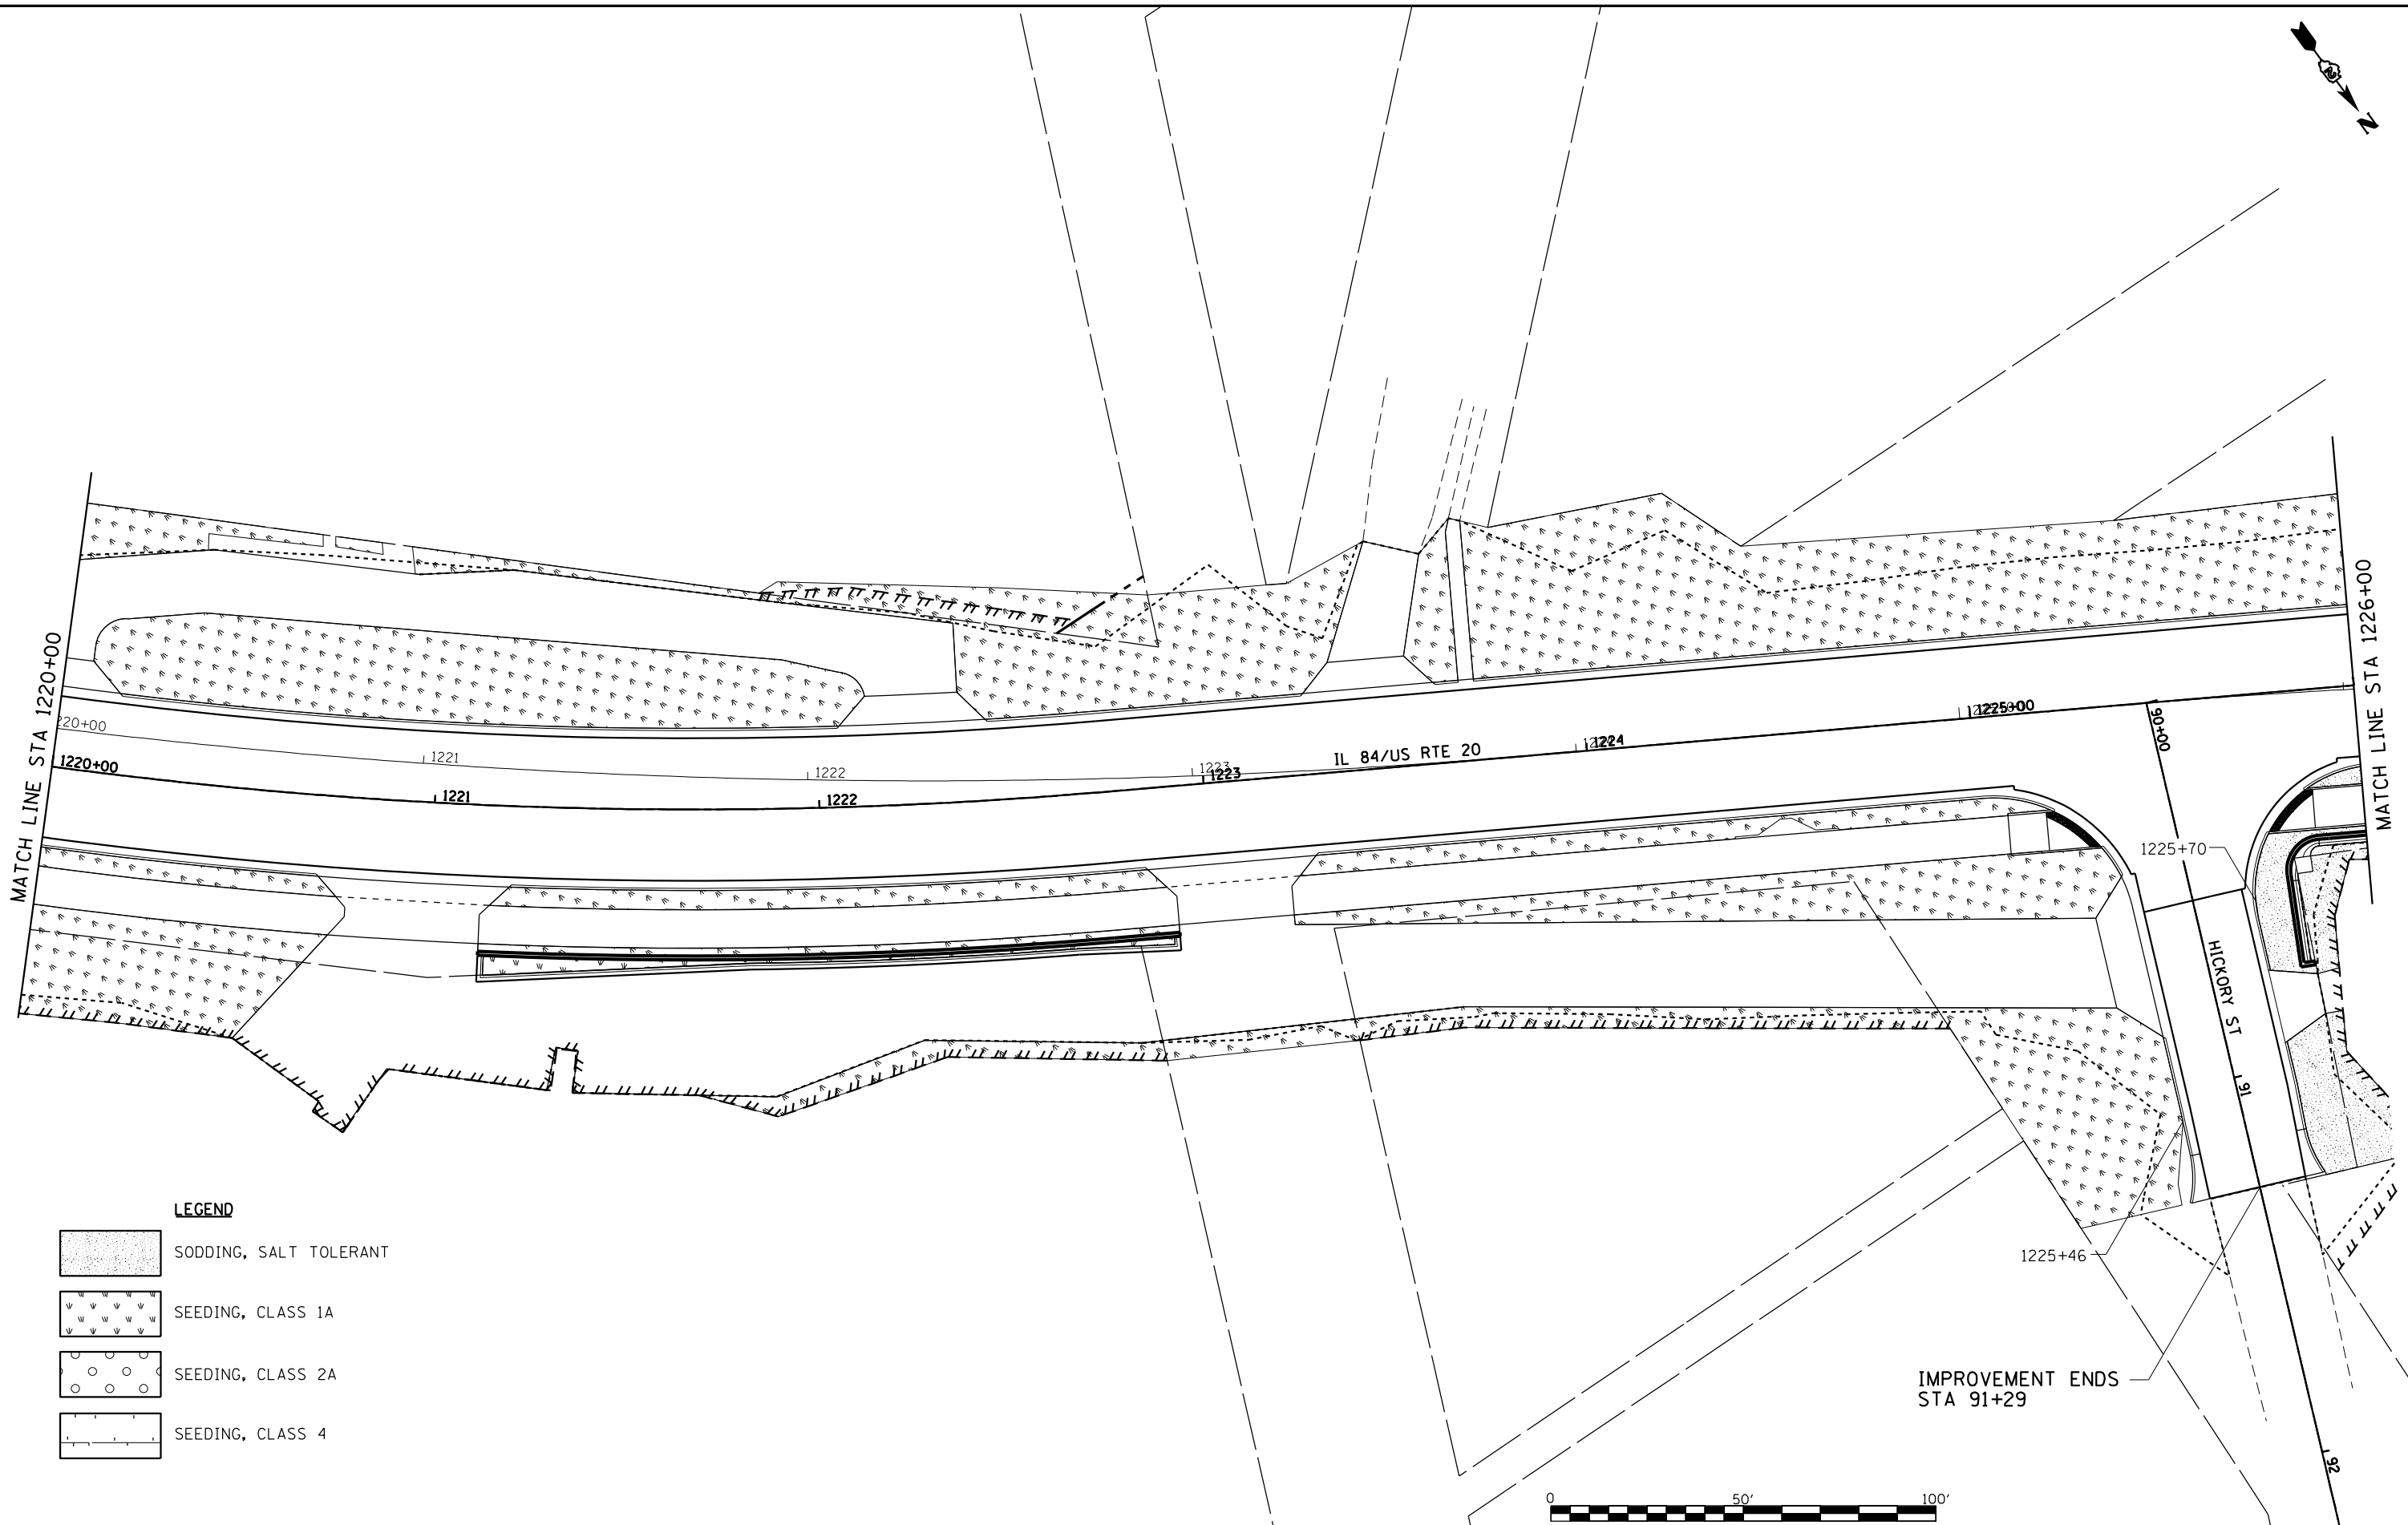 N
MATCH LINE STA 1220+00
MATCH LINE STA 1226+00
220+00
1221
1222
1223
1220+00
1221
1222
1223
1224
1225+00
IL 84/US RTE 20
90+00
1225+70
HICKORY ST
91
1225+46
IMPROVEMENT ENDS
STA 91+29
92
LEGEND
SODDING, SALT TOLERANT
SEEDING, CLASS 1A
SEEDING, CLASS 2A
SEEDING, CLASS 4
0 50' 100'